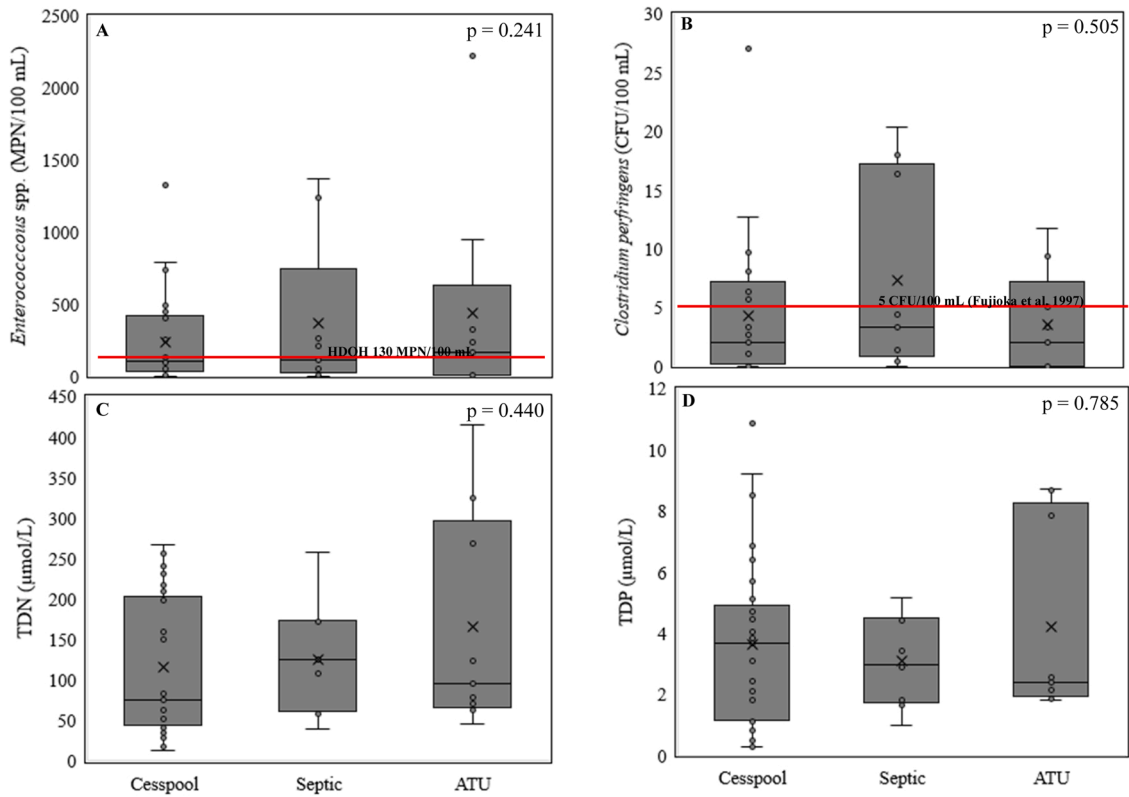 A
p = 0.241
Enterococccous spp. (MPN/100 mL)
2500
2000
1500
1000
500
0
HDOH 130 MPN/100 mL
B
p = 0.505
Clostridium perfringens (CFU/100 mL)
30
25
20
15
10
5
0
5 CFU/100 mL (Fujioka et al. 1997)
C
p = 0.440
TDN (µmol/L)
450
400
350
300
250
200
150
100
50
0
Cesspool
Septic
ATU
D
p = 0.785
TDP (µmol/L)
12
10
8
6
4
2
0
Cesspool
Septic
ATU